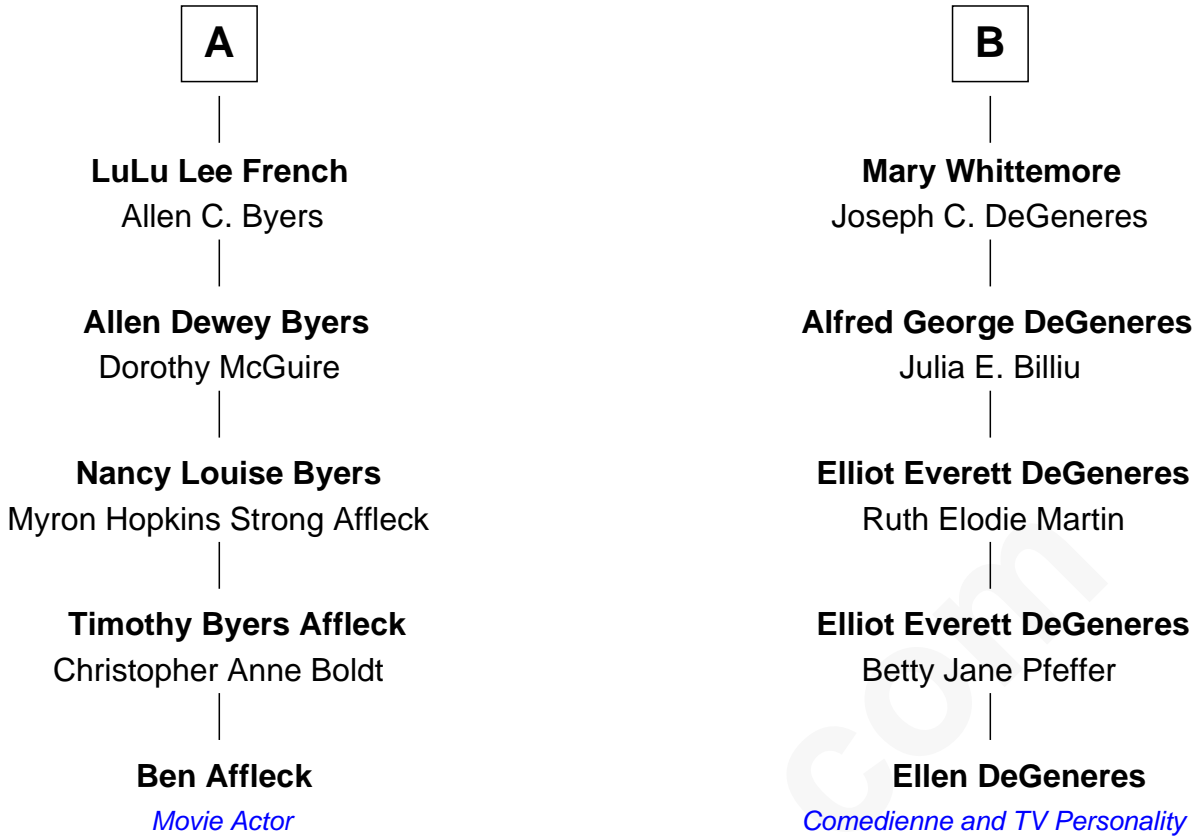 A
LuLu Lee French
Allen C. Byers
Allen Dewey Byers
Dorothy McGuire
Nancy Louise Byers
Myron Hopkins Strong Affleck
Timothy Byers Affleck
Christopher Anne Boldt
Ben Affleck
Movie Actor
B
Mary Whittemore
Joseph C. DeGeneres
Alfred George DeGeneres
Julia E. Billiu
Elliot Everett DeGeneres
Ruth Elodie Martin
Elliot Everett DeGeneres
Betty Jane Pfeffer
Ellen DeGeneres
Comedienne and TV Personality
com